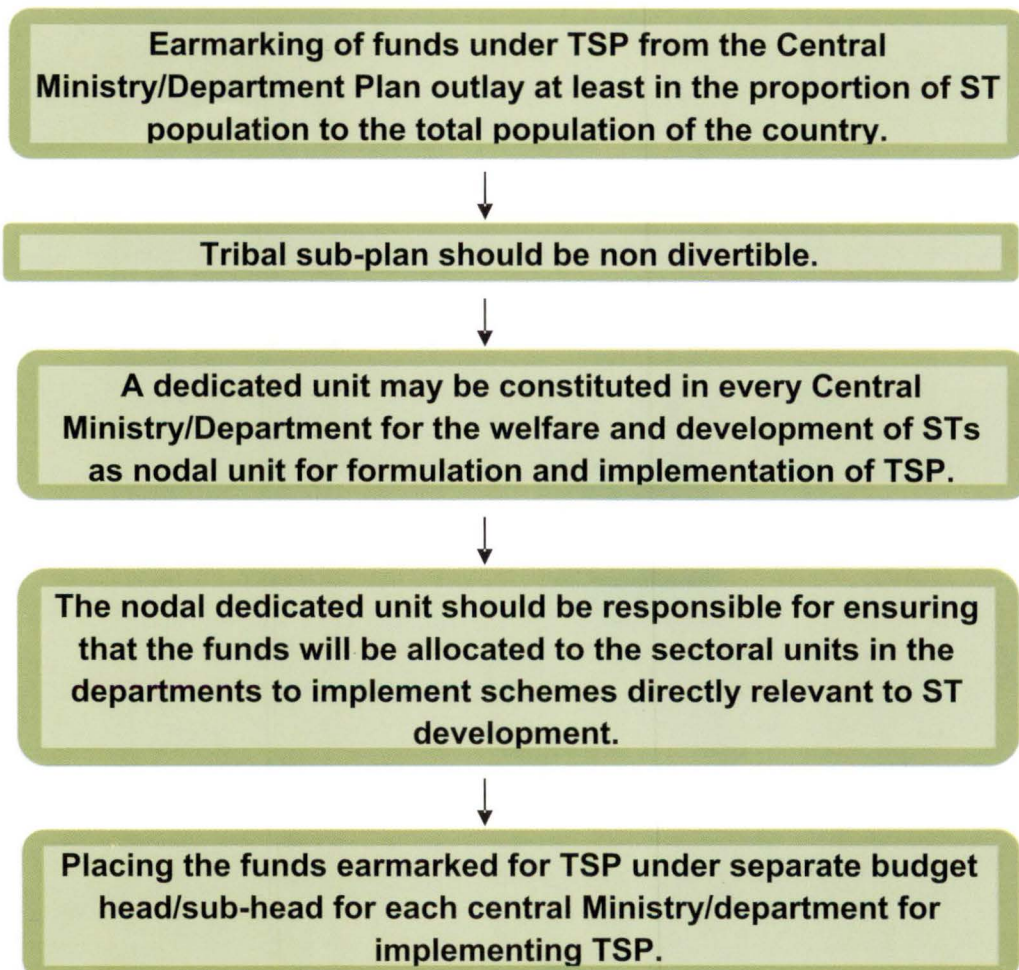 Earmarking of funds under TSP from the Central
Ministry/Department Plan outlay at least in the proportion of ST
population to the total population of the country.
Tribal sub-plan should be non divertible.
A dedicated unit may be constituted in every Central
Ministry/Department for the welfare and development of STs
as nodal unit for formulation and implementation of TSP.
The nodal dedicated unit should be responsible for ensuring
that the funds will be allocated to the sectoral units in the
departments to implement schemes directly relevant to ST
development.
Placing the funds earmarked for TSP under separate budget
head/sub-head for each central Ministry/department for
implementing TSP.